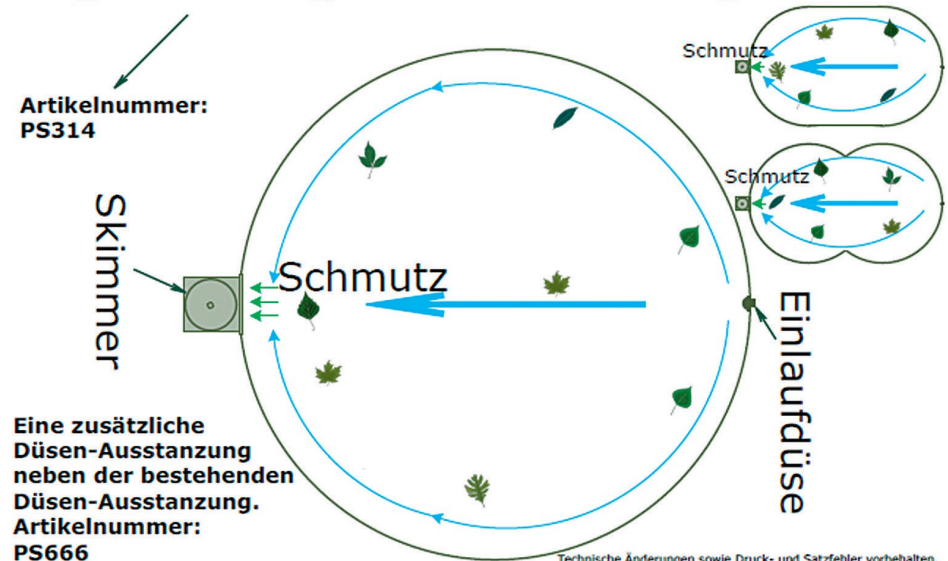 Schmutz
Artikelnummer:
PS314
Schmutz
Skimmer
Schmutz
Einlaufdüse
Eine zusätzliche
Düsen-Ausstanzung
neben der bestehenden
Düsen-Ausstanzung.
Artikelnummer:
PS666
Technische Änderungen sowie Druck- und Satzfehler vorbehalten